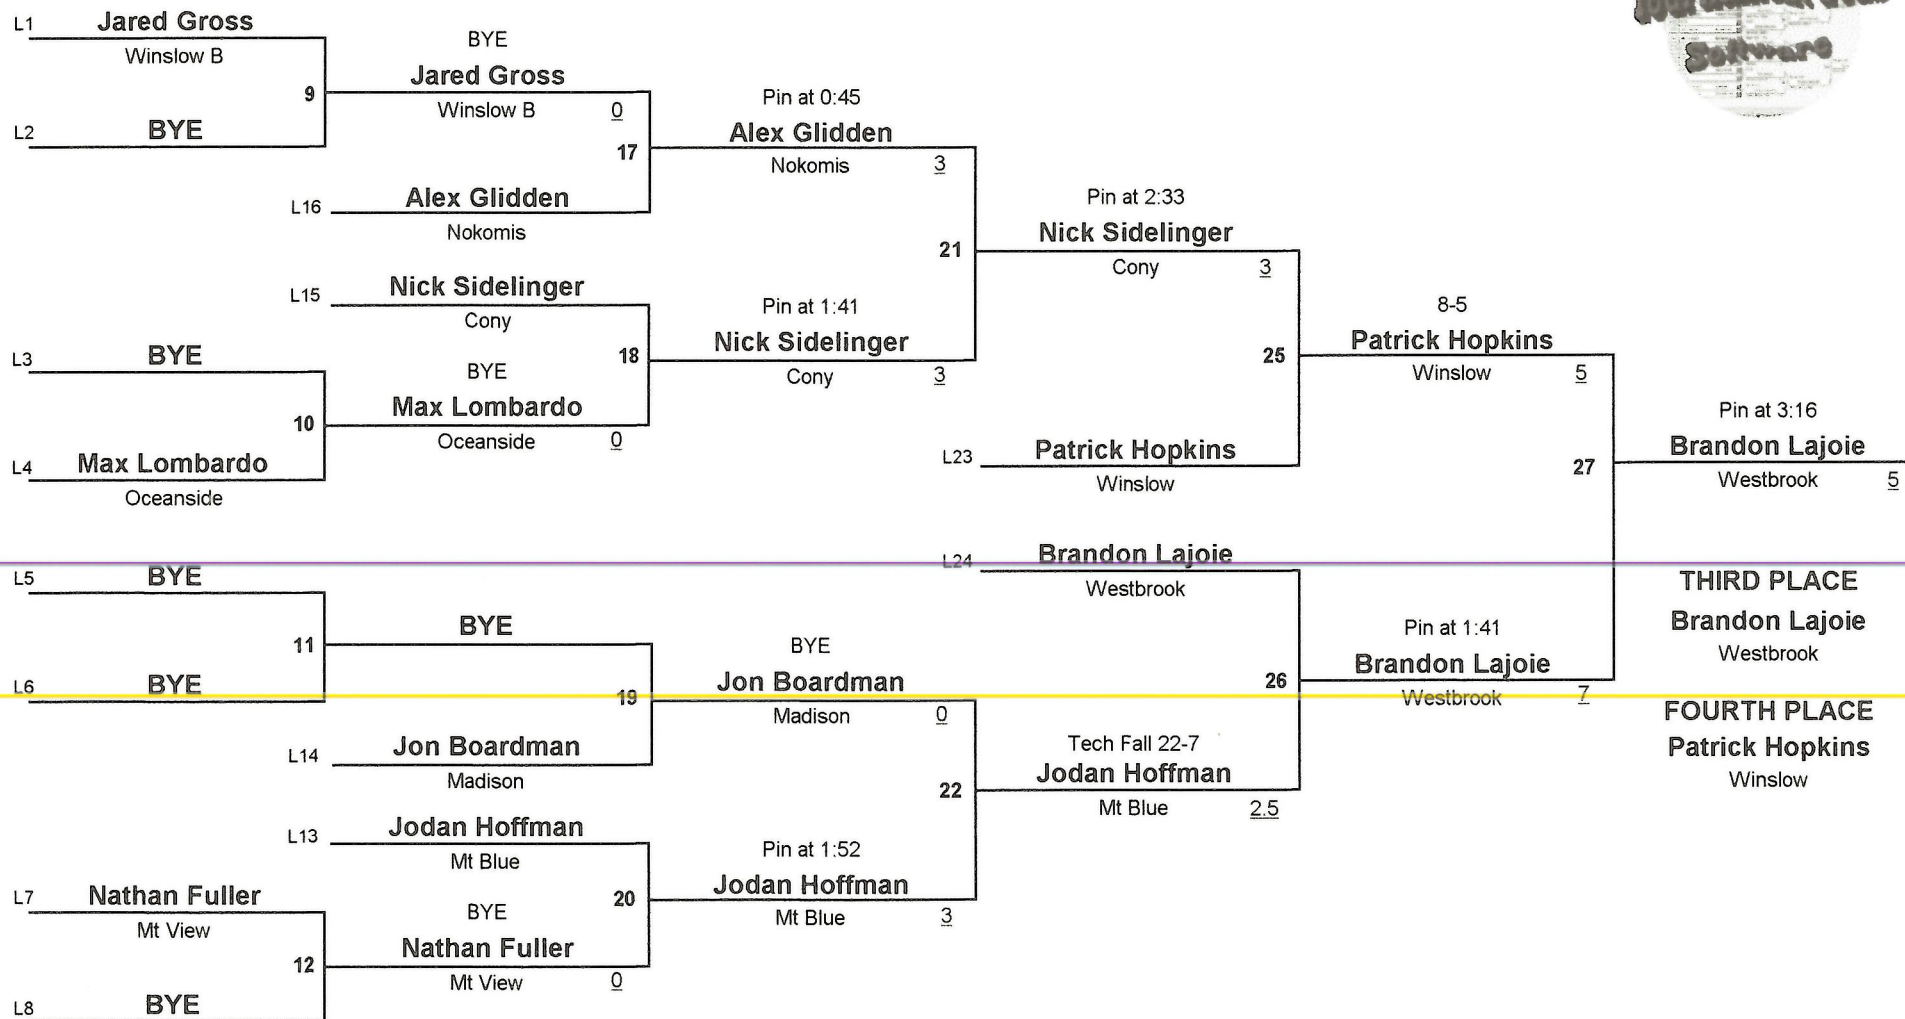 L1 Jared Gross
Winslow B
9
L2 BYE
BYE
Jared Gross
Winslow B 0
17
L16 Alex Glidden
Nokomis
Pin at 0:45
Alex Glidden
Nokomis 3
L15 Nick Sidelinger
Cony
18
L3 BYE
10
L4 Max Lombardo
Oceanside
BYE
Max Lombardo
Oceanside 0
Pin at 1:41
Nick Sidelinger
Cony 3
21
Pin at 2:33
Nick Sidelinger
Cony 3
25
L23 Patrick Hopkins
Winslow
8-5
Patrick Hopkins
Winslow 5
27
Pin at 3:16
Brandon Lajoie
Westbrook 5
L5 BYE
11
L6 BYE
BYE
19
L14 Jon Boardman
Madison
BYE
Jon Boardman
Madison 0
L13 Jodan Hoffman
Mt Blue
20
L7 Nathan Fuller
Mt View
12
L8 BYE
BYE
Nathan Fuller
Mt View 0
Pin at 1:52
Jodan Hoffman
Mt Blue 3
22
Tech Fall 22-7
Jodan Hoffman
Mt Blue 2.5
L24 Brandon Lajoie
Westbrook
26
Pin at 1:41
Brandon Lajoie
Westbrook 7
THIRD PLACE
Brandon Lajoie
Westbrook
FOURTH PLACE
Patrick Hopkins
Winslow
Software